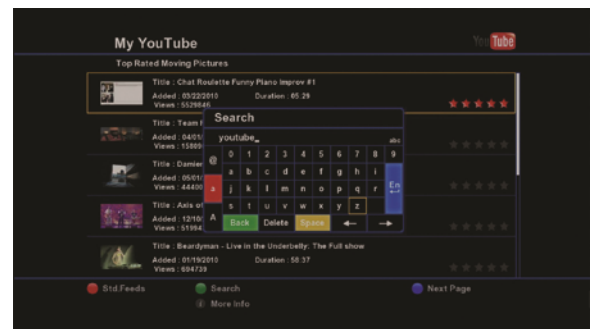 My YouTube
YouTube
Top Rated Moving Pictures
Title : Chat Roulette Funny Piano Improv #1
Added : 03/22/2010 Duration : 05.29
Views : 5529846
Search
Title : Team
youtube_
abc
Added : 04/01/
Views :
@ 0 1 2 3 4 5 6 7 8 9
a b c d e f g h i
Title : Damien
Added : 05/01/
Views : 44400
a j k l m n o p q r En
s t u v w x y z
Title : Axis of
Added : 12/10/
Views : 51994
A Back Delete Space ← →
Title : Beardyman - Live in the Underbelly: The Full show
Added : 01/19/2010 Duration : 58.37
Views : 694739
Std.Feeds Search Next Page
i More Info